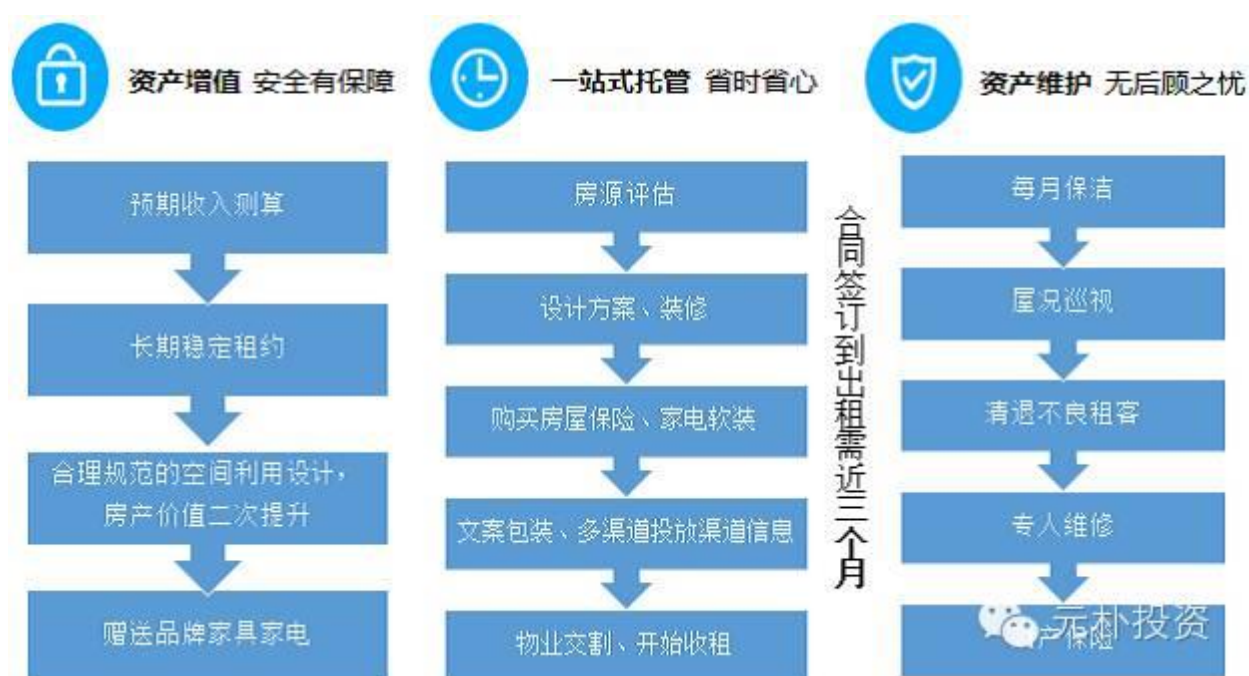 资产增值 安全有保障
预期收入测算
长期稳定租约
合理规范的空间利用设计，
房产价值二次提升
赠送品牌家具家电
一站式托管 省时省心
房源评估
设计方案、装修
购买房屋保险、家电软装
文案包装、多渠道投放渠道信息
物业交割、开始收租
合同签订到出租需近三个月
资产维护 无后顾之忧
每月保洁
屋况巡视
清退不良租客
专人维修
产保险
元朴投资